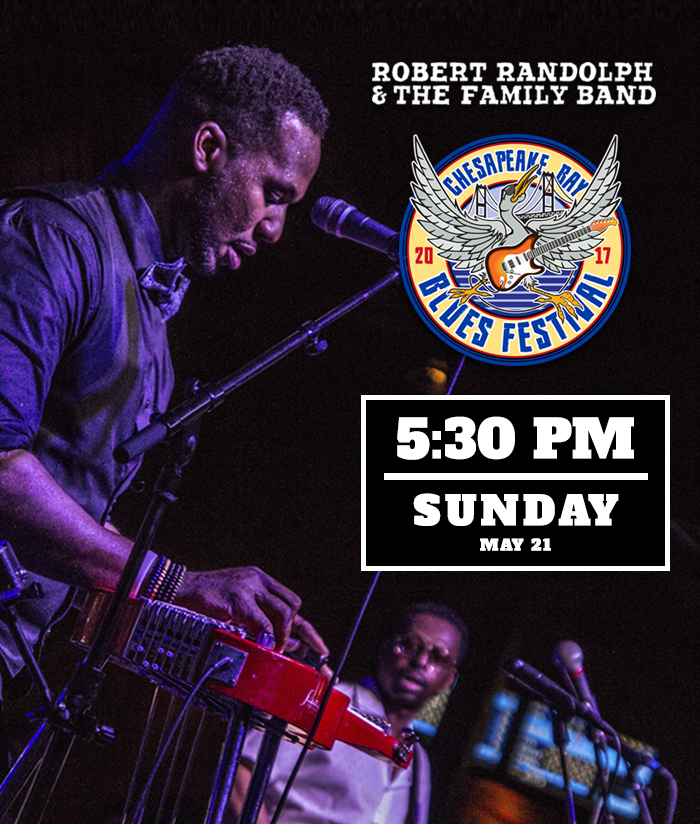 ROBERT RANDOLPH
& THE FAMILY BAND
CHESAPEAKE BAY
20 17
BLUES FESTIVAL
5:30 PM
SUNDAY
MAY 21